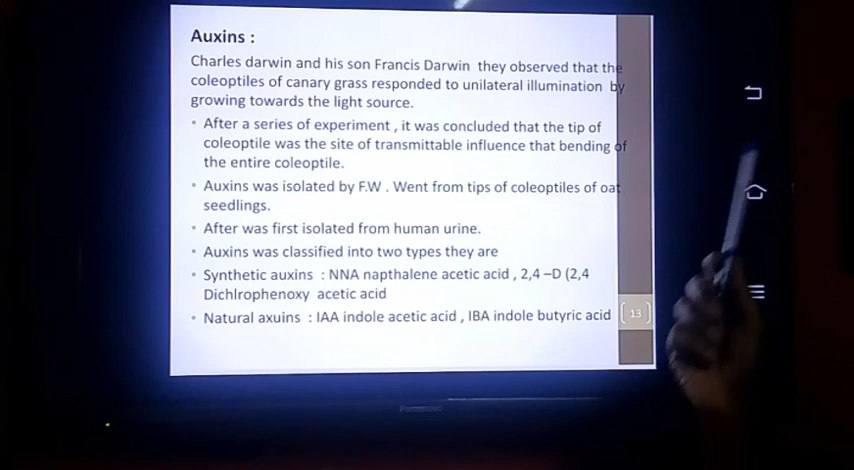 Auxins :
Charles darwin and his son Francis Darwin they observed that the
coleoptiles of canary grass responded to unilateral illumination by
growing towards the light source.
• After a series of experiment , it was concluded that the tip of
coleoptile was the site of transmittable influence that bending of
the entire coleoptile.
• Auxins was isolated by F.W . Went from tips of coleoptiles of oat
seedlings.
• After was first isolated from human urine.
• Auxins was classified into two types they are
• Synthetic auxins : NNA napthalene acetic acid , 2,4 –D (2,4
Dichlrophenoxy acetic acid
• Natural axuins : IAA indole acetic acid , IBA indole butyric acid
13